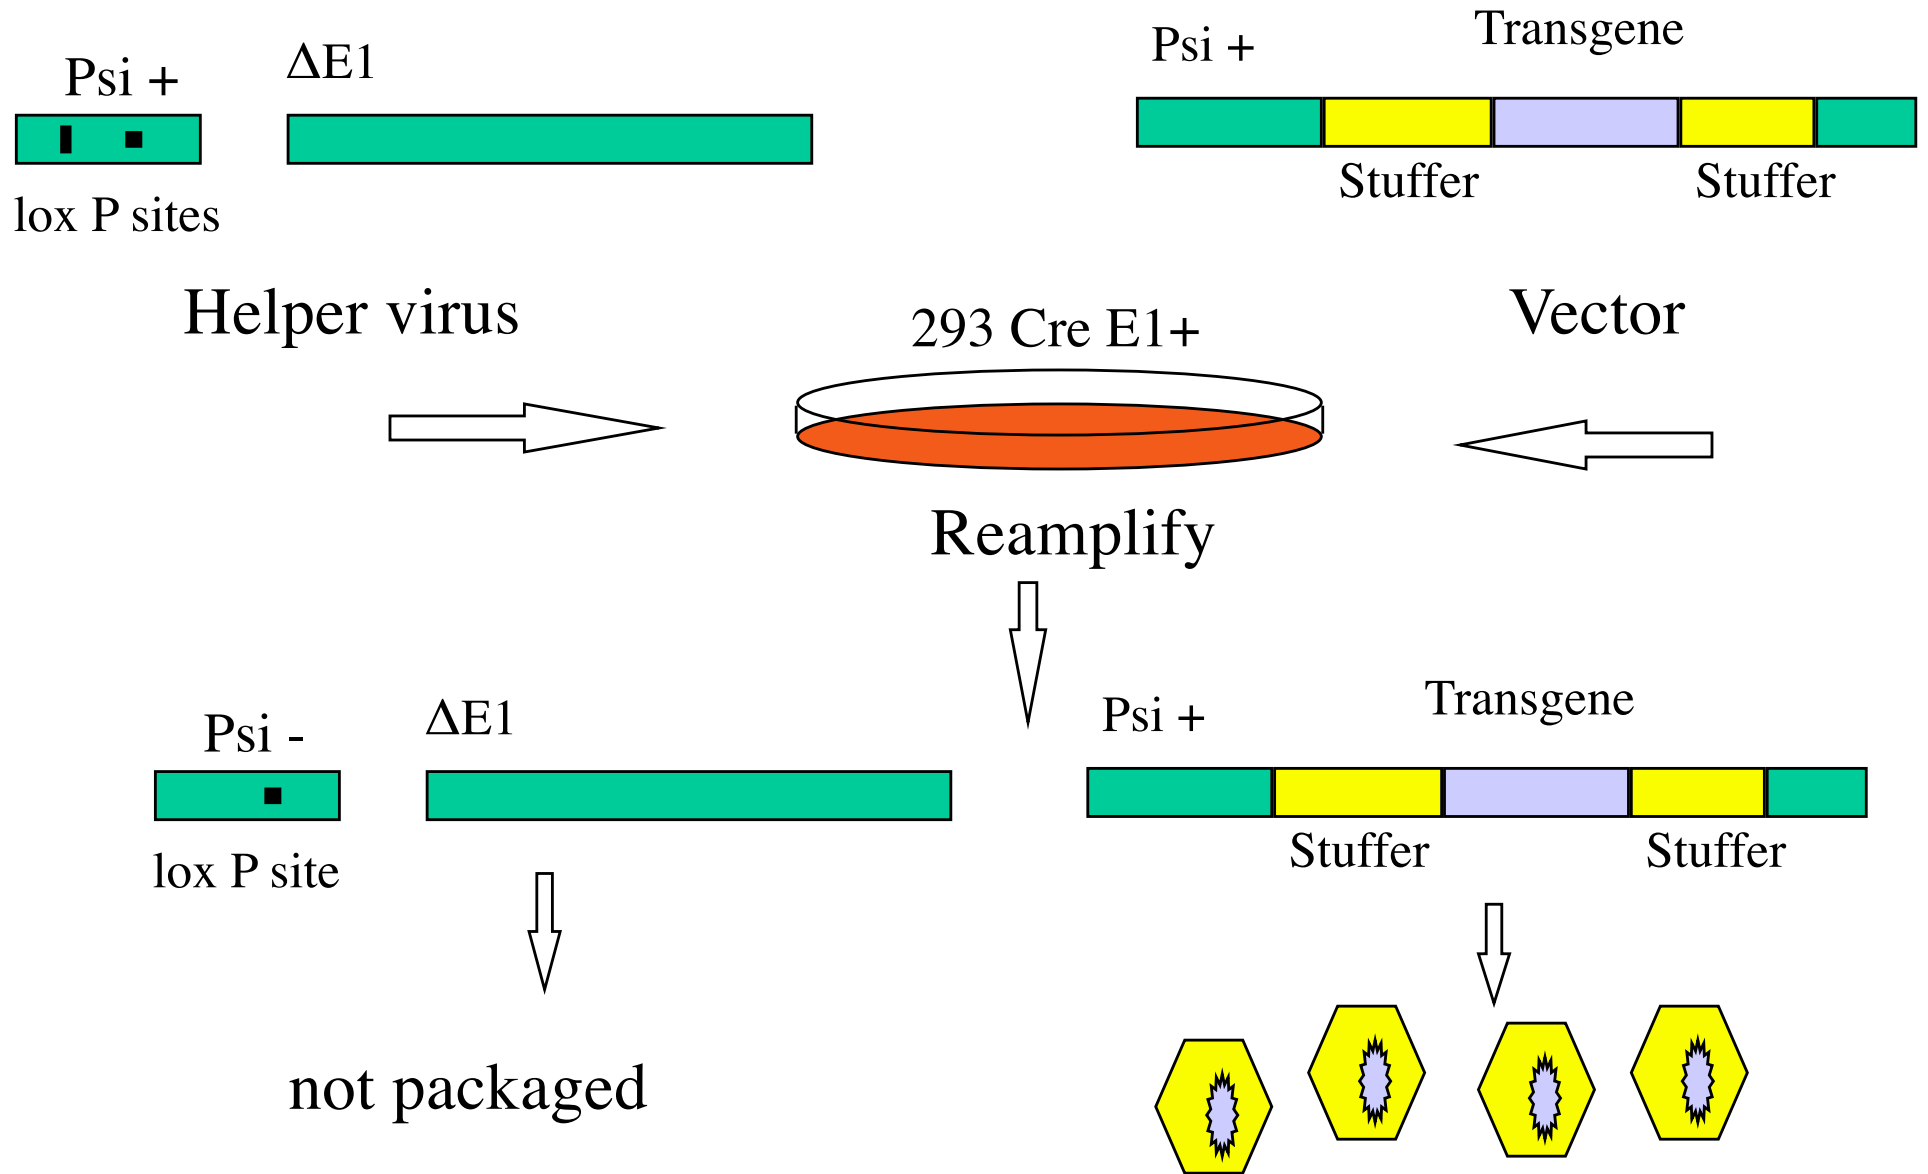 Psi +
ΔE1
lox P sites
Helper virus
Psi +
Transgene
Stuffer
Stuffer
Vector
293 Cre E1+
Reamplify
Psi -
ΔE1
lox P site
not packaged
Psi +
Transgene
Stuffer
Stuffer